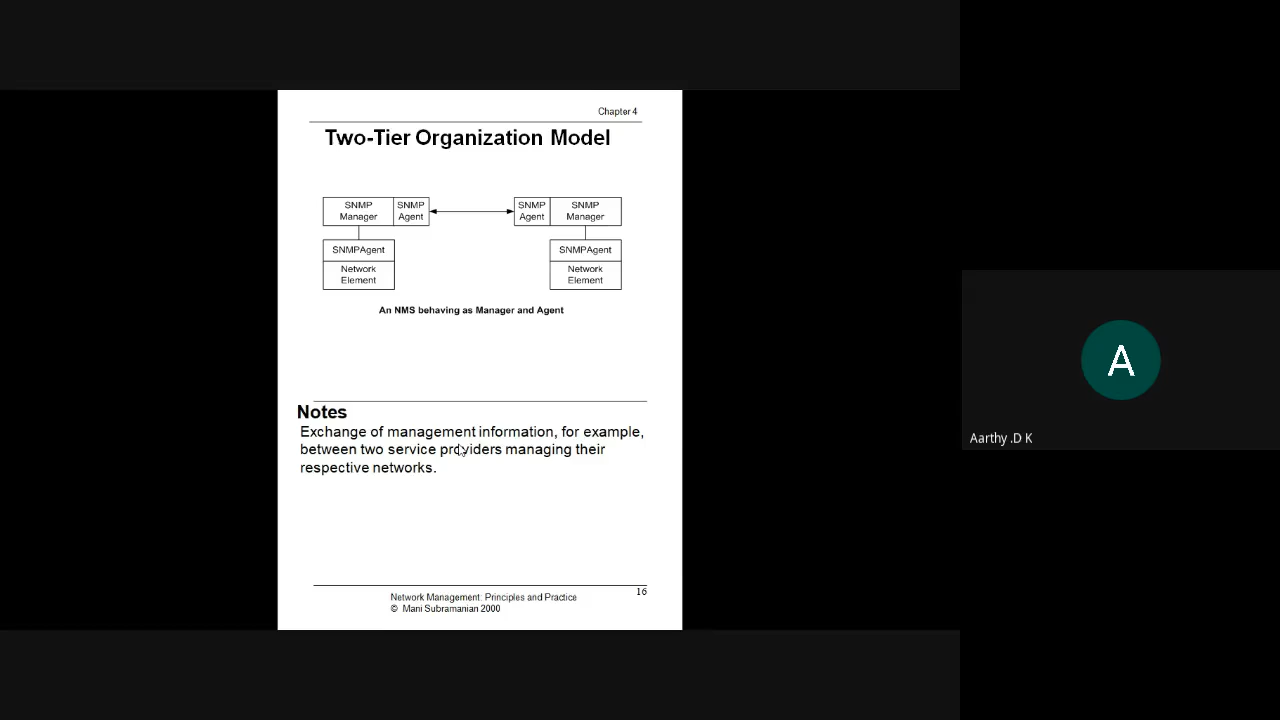 Chapter 4
Two-Tier Organization Model
SNMP Manager
SNMP Agent
SNMP Agent
SNMP Manager
SNMPAgent
Network Element
SNMPAgent
Network Element
An NMS behaving as Manager and Agent
Notes
Exchange of management information, for example,
between two service providers managing their
respective networks.
16
Network Management: Principles and Practice
© Mani Subramanian 2000
A
Aarthy .D K